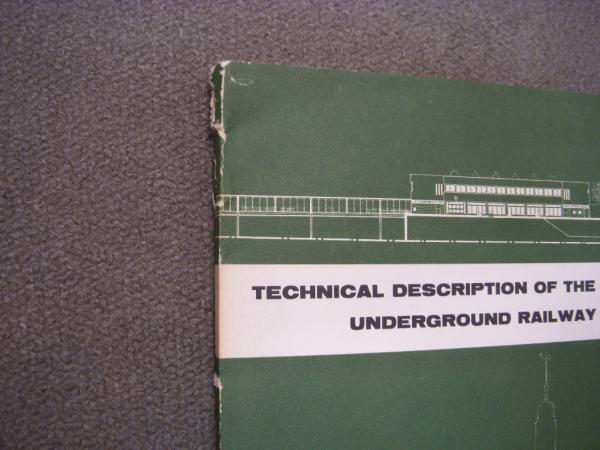 TECHNICAL DESCRIPTION OF THE
UNDERGROUND RAILWAY